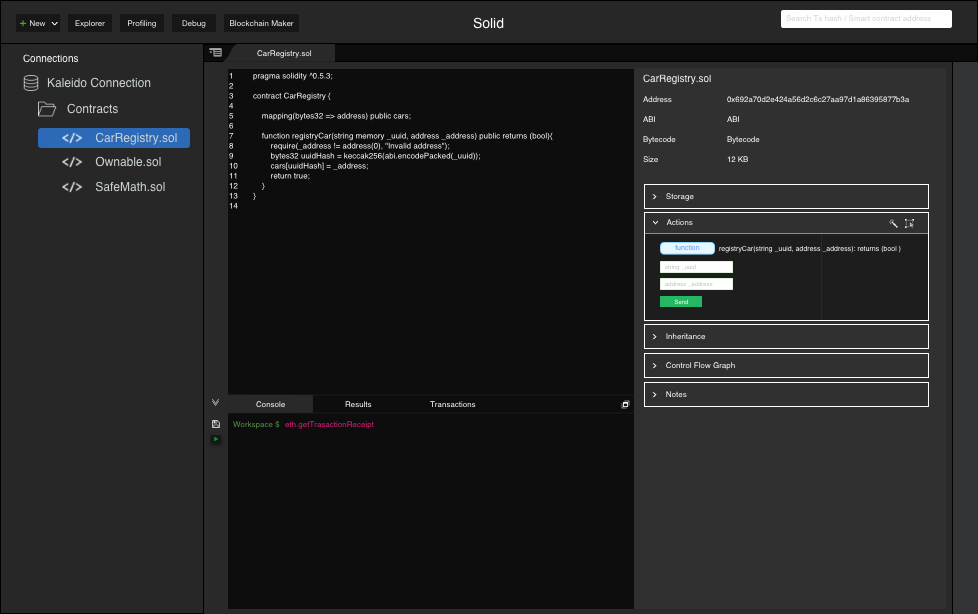 + New
Explorer
Profiling
Debug
Blockchain Maker
Solid
Search Tx hash / Smart contract address
Connections
Kaleido Connection
Contracts
</> CarRegistry.sol
</> Ownable.sol
</> SafeMath.sol
CarRegistry.sol
1 pragma solidity ^0.5.3;
2
3 contract CarRegistry {
4
5 mapping(bytes32 => address) public cars;
6
7 function registryCar(string memory _uuid, address _address) public returns (bool){
8 require(_address != address(0), "Invalid address");
9 bytes32 uuidHash = keccak256(abi.encodePacked(_uuid));
10 cars[uuidHash] = _address;
11 return true;
12 }
13 }
14
Console
Results
Transactions
Workspace $ eth.getTrasactionReceipt
CarRegistry.sol
Address 0x692a70d2e424a56d2c6c27aa97d1a86395877b3a
ABI ABI
Bytecode Bytecode
Size 12 KB
Storage
Actions
function registryCar(string _uuid, address _address): returns (bool )
string _uuid
address _address
Send
Inheritance
Control Flow Graph
Notes